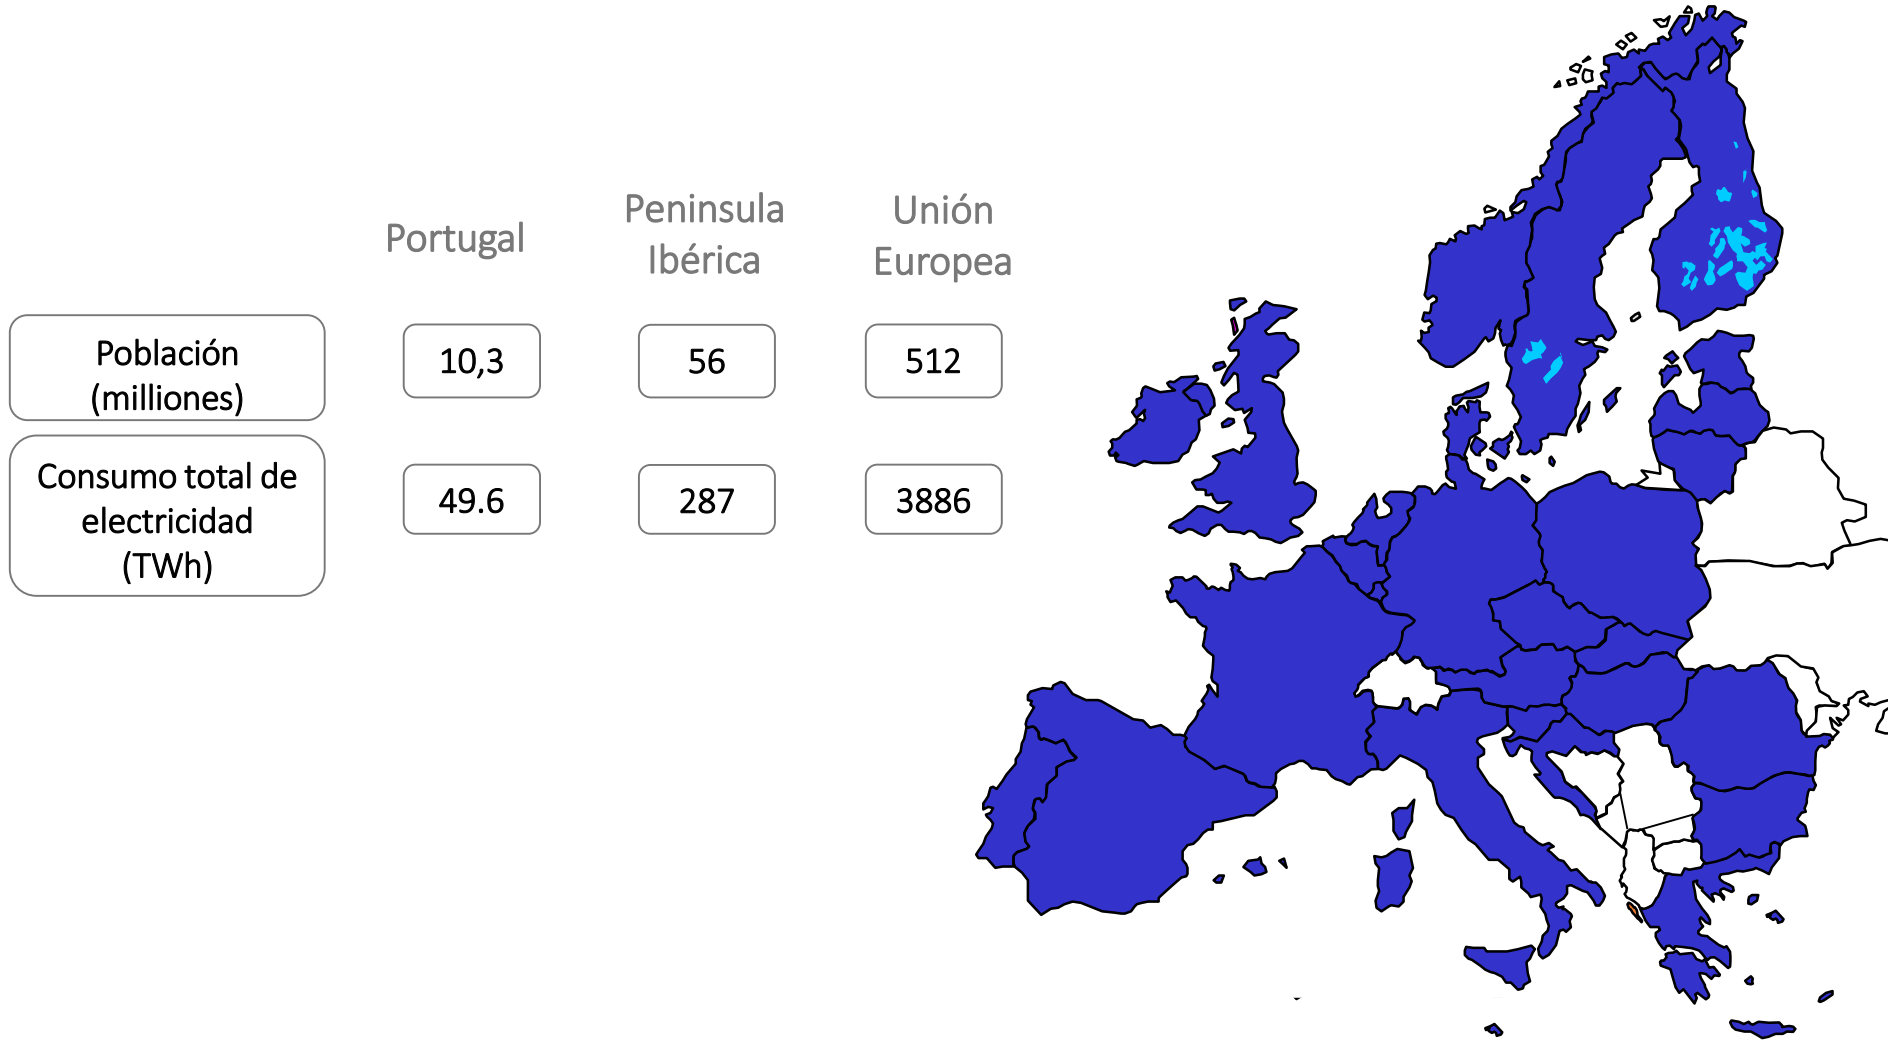 Portugal
Peninsula
Ibérica
Unión
Europea
Población
(milliones)
10,3
56
512
Consumo total de
electricidad
(TWh)
49.6
287
3886